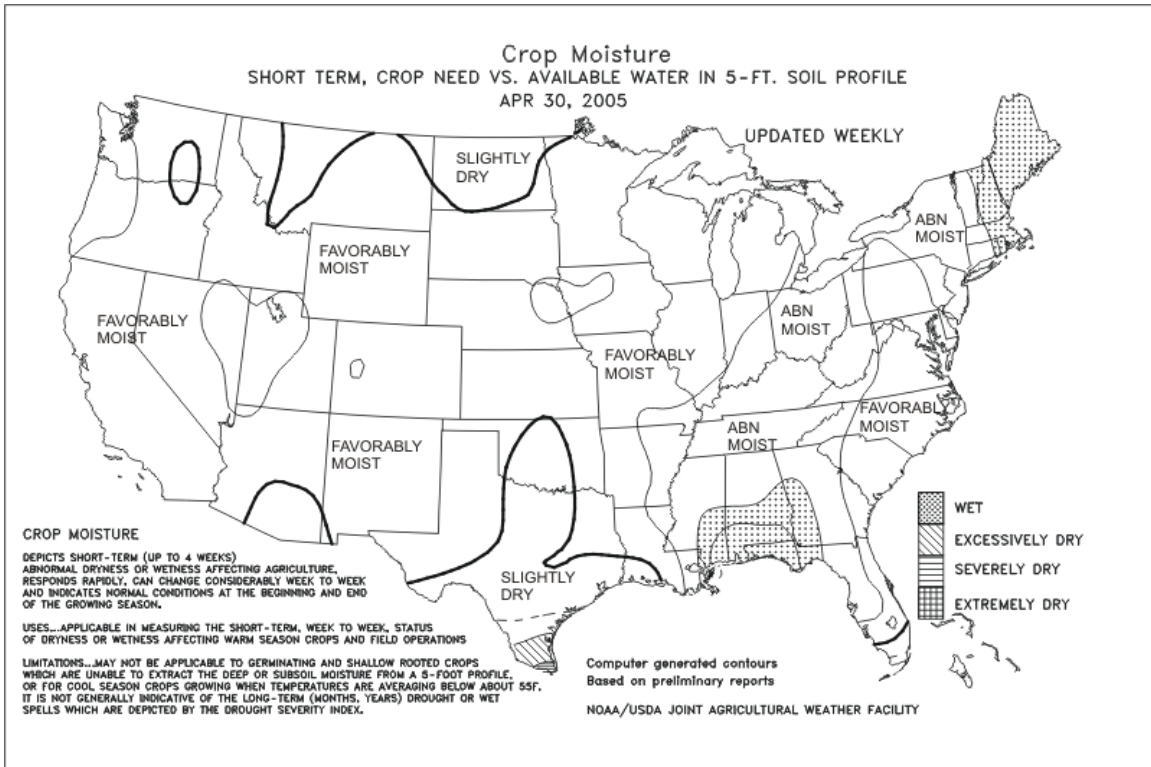 Crop Moisture
SHORT TERM, CROP NEED VS. AVAILABLE WATER IN 5-FT. SOIL PROFILE
APR 30, 2005
UPDATED WEEKLY
SLIGHTLY
DRY
ABN
MOIST
FAVORABLY
MOIST
FAVORABLY
MOIST
ABN
MOIST
FAVORABLY
MOIST
FAVORABLY
MOIST
ABN
MOIST
FAVORABLY
MOIST
SLIGHTLY
DRY
WET
EXCESSIVELY DRY
SEVERELY DRY
EXTREMELY DRY
CROP MOISTURE
DEPICTS SHORT-TERM (UP TO 4 WEEKS)
ABNORMAL DRYNESS OR WETNESS AFFECTING AGRICULTURE,
RESPONDS RAPIDLY, CAN CHANGE CONSIDERABLY WEEK TO WEEK
AND INDICATES NORMAL CONDITIONS AT THE BEGINNING AND END
OF THE GROWING SEASON.
USES...APPLICABLE IN MEASURING THE SHORT-TERM, WEEK TO WEEK, STATUS
OF DRYNESS OR WETNESS AFFECTING WARM SEASON CROPS AND FIELD OPERATIONS
LIMITATIONS...MAY NOT BE APPLICABLE TO GERMINATING AND SHALLOW ROOTED CROPS
WHICH ARE UNABLE TO EXTRACT THE DEEP OR SUBSOIL MOISTURE FROM A 5-FOOT PROFILE,
OR FOR COOL SEASON CROPS GROWING WHEN TEMPERATURES ARE AVERAGING BELOW ABOUT 55F.
IT IS NOT GENERALLY INDICATIVE OF THE LONG-TERM (MONTHS, YEARS) DROUGHT OR WET
SPELLS WHICH ARE DEPICTED BY THE DROUGHT SEVERITY INDEX.
Computer generated contours
Based on preliminary reports
NOAA/USDA JOINT AGRICULTURAL WEATHER FACILITY